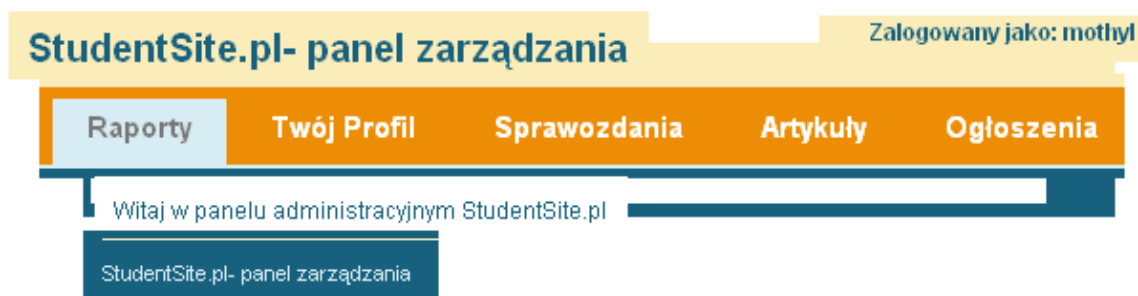 StudentSite.pl- panel zarządzania
Zalogowany jako: mothyl
Raporty Twój Profil Sprawozdania Artykuły Ogłoszenia
Witaj w panelu administracyjnym StudentSite.pl
StudentSite.pl- panel zarządzania